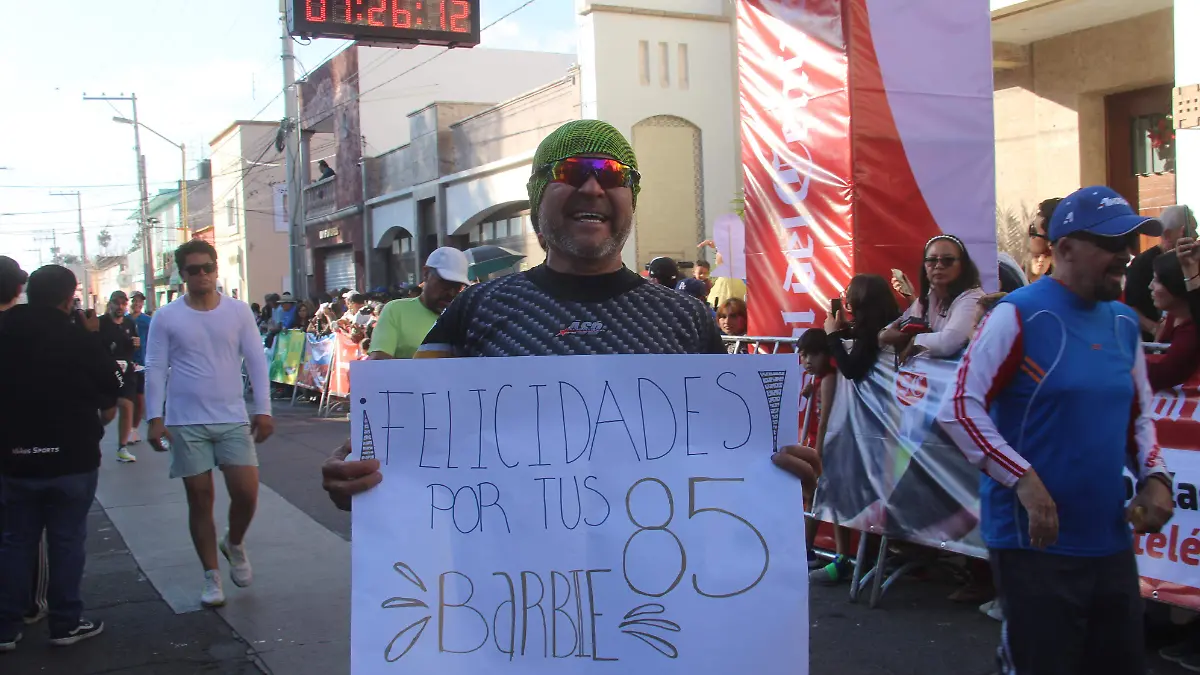 01:26:12
¡FELICIDADES!
POR TUS 85
BARBIE